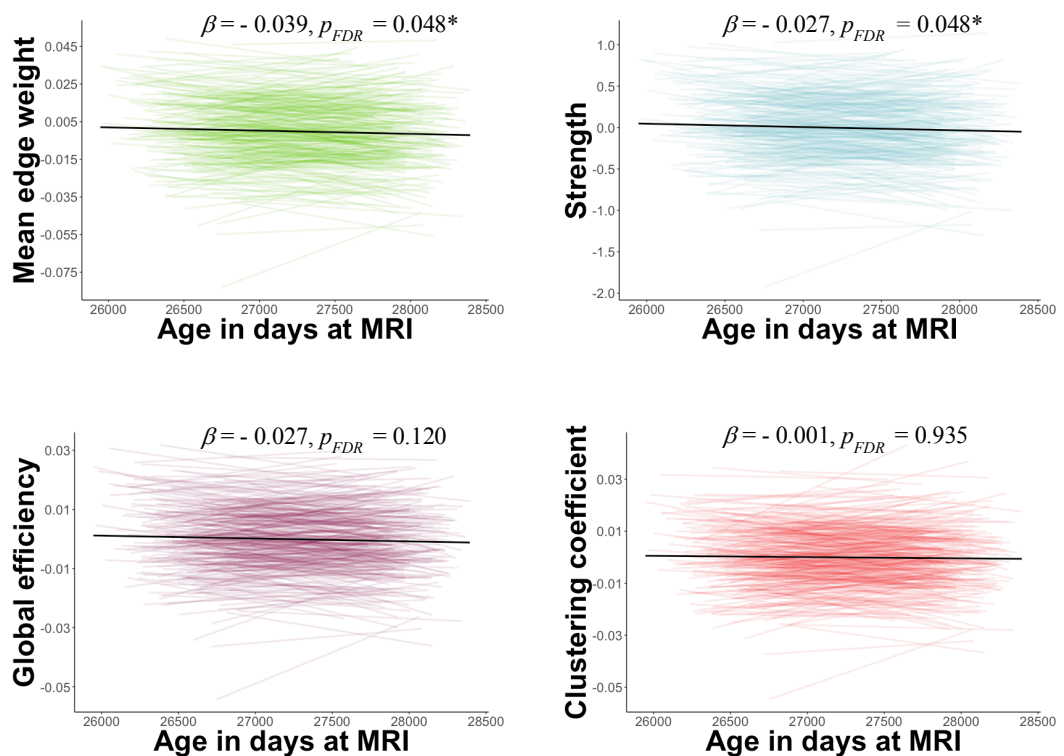 β = - 0.039, p_FDR = 0.048*
Mean edge weight
0.045
0.025
0.005
-0.015
-0.035
-0.055
-0.075
26000 26500 27000 27500 28000 28500
Age in days at MRI
β = - 0.027, p_FDR = 0.048*
Strength
1.0
0.5
0.0
-0.5
-1.0
-1.5
-2.0
26000 26500 27000 27500 28000 28500
Age in days at MRI
β = - 0.027, p_FDR = 0.120
Global efficiency
0.03
0.01
-0.01
-0.03
-0.05
26000 26500 27000 27500 28000 28500
Age in days at MRI
β = - 0.001, p_FDR = 0.935
Clustering coefficient
0.03
0.01
-0.01
-0.03
-0.05
26000 26500 27000 27500 28000 28500
Age in days at MRI